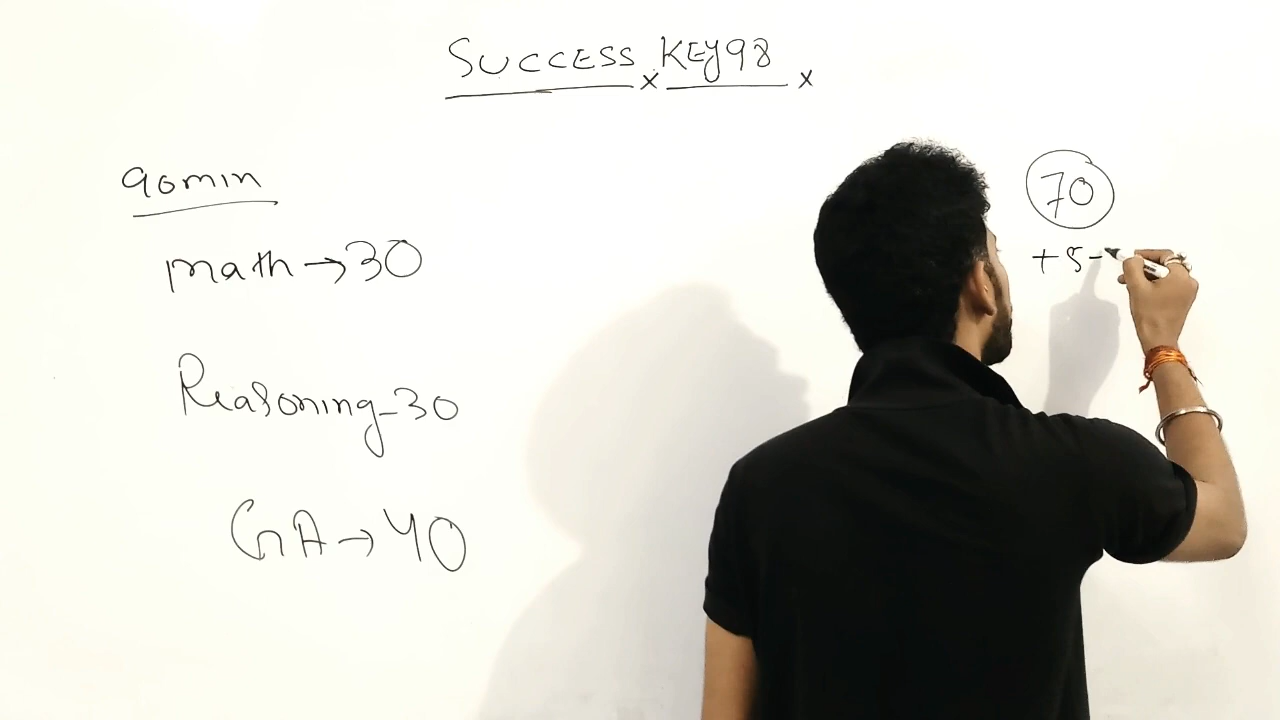 SUCCESS KEY98
90min
math → 30
Reasoning - 30
GA → 40
70
+5-